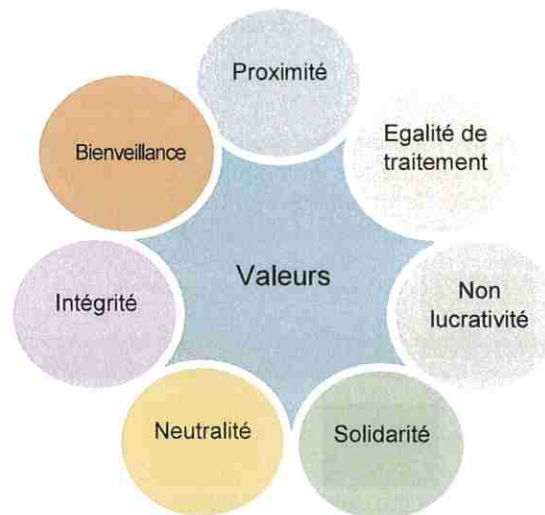 Proximité
Egalité de
traitement
Bienveillance
Valeurs
Intégrité
Non
lucrativité
Neutralité
Solidarité